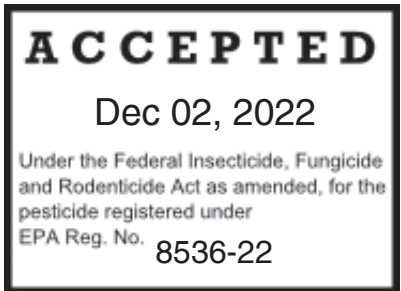 ACCEPTED
Dec 02, 2022
Under the Federal Insecticide, Fungicide
and Rodenticide Act as amended, for the
pesticide registered under
EPA Reg. No. 8536-22